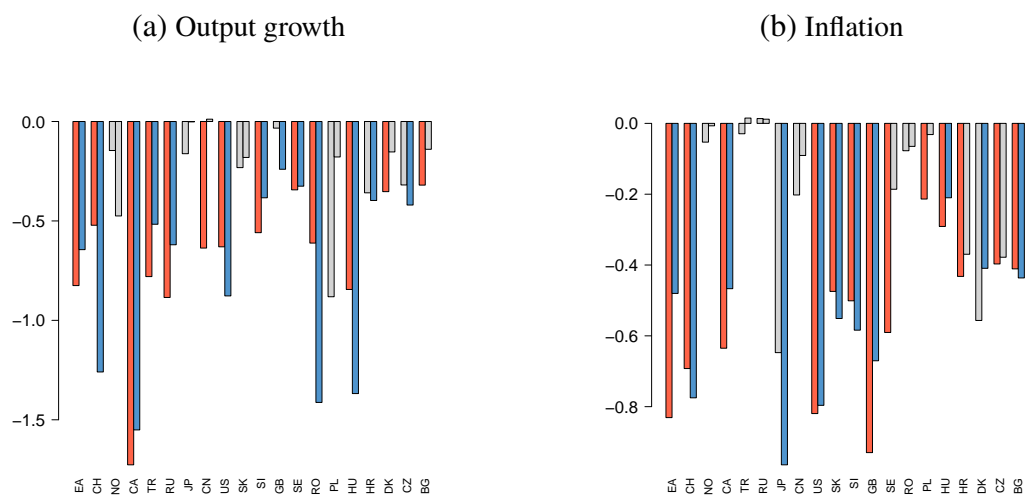 (a) Output growth
(b) Inflation
0.0
−0.5
−1.0
−1.5
EA CH NO CA TR RU JP CN US SK SI GB SE RO PL HU HR DK CZ BG
0.0
−0.2
−0.4
−0.6
−0.8
EA CH NO CA TR RU JP CN US SK SI GB SE RO PL HU HR DK CZ BG